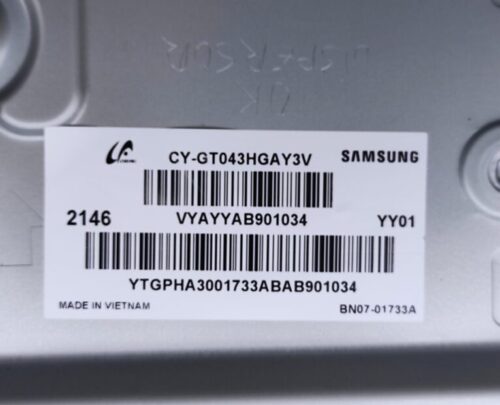 CY-GT043HGAY3V SAMSUNG
2146 VYAYYAB901034 YY01
YTGPHA3001733ABAB901034
MADE IN VIETNAM BN07-01733A